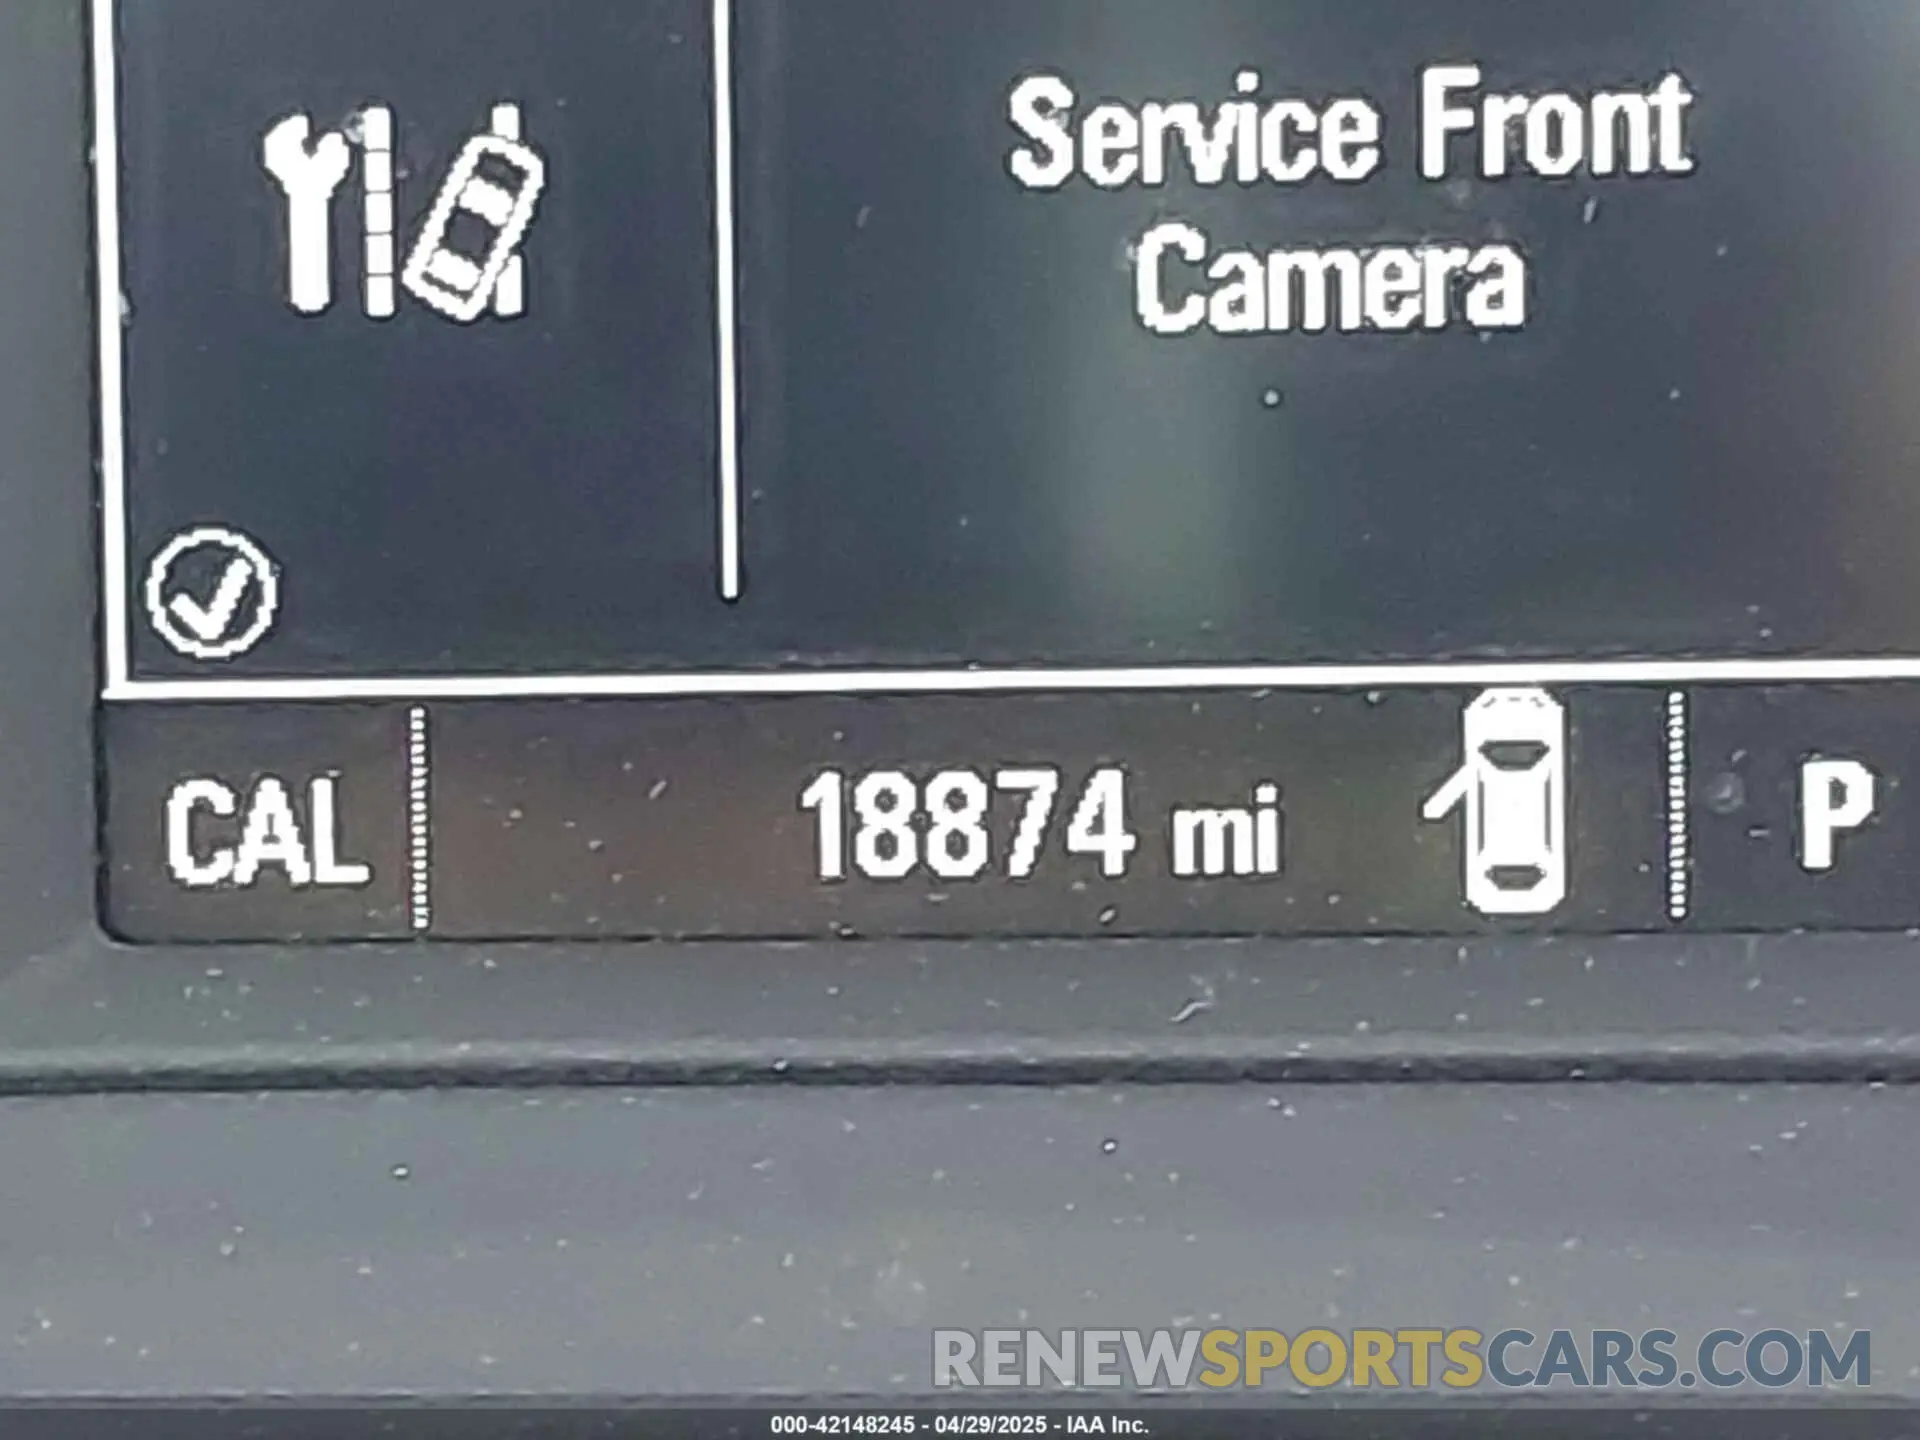 Service Front
Camera
CAL
18874 mi
P
RENEWSPORTSCARS.COM
000-42148245 - 04/29/2025 - IAA Inc.